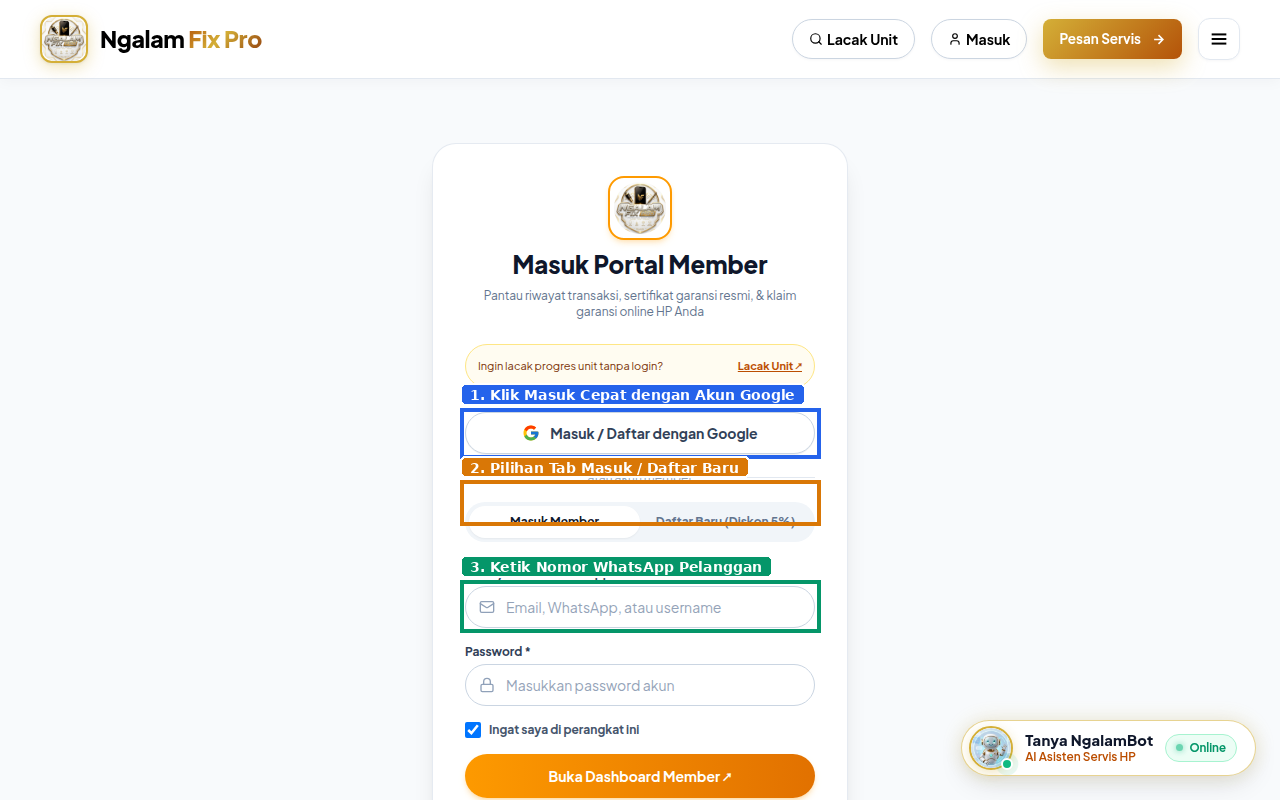 Ngalam Fix Pro
Lacak Unit
Masuk
Pesan Servis →
Masuk Portal Member
Pantau riwayat transaksi, sertifikat garansi resmi, & klaim
garansi online HP Anda
Ingin lacak progres unit tanpa login?
Lacak Unit↗
1. Klik Masuk Cepat dengan Akun Google
Masuk / Daftar dengan Google
2. Pilihan Tab Masuk / Daftar Baru
Masuk Member
Daftar Baru (Diskon 5%)
3. Ketik Nomor WhatsApp Pelanggan
Email, WhatsApp, atau username
Password *
Masukkan password akun
Ingat saya di perangkat ini
Buka Dashboard Member↗
Tanya NgalamBot
AI Asisten Servis HP
Online